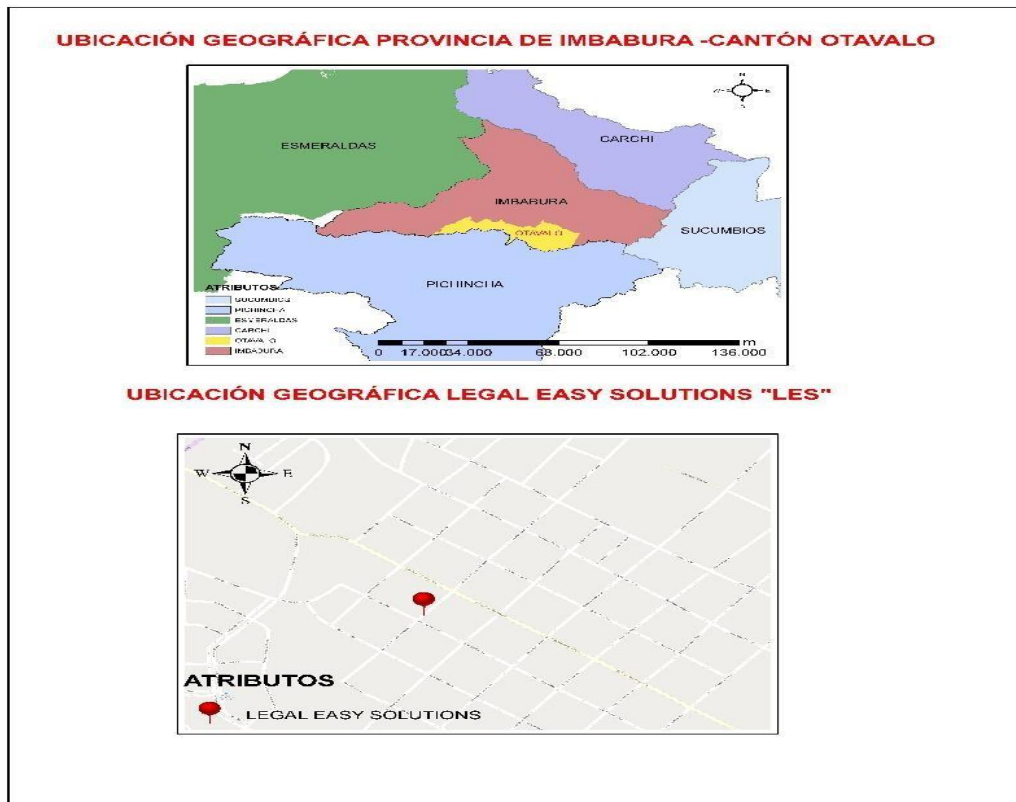 UBICACIÓN GEOGRÁFICA PROVINCIA DE IMBABURA -CANTÓN OTAVALO
N
W E
S
ESMERALDAS
CARCHI
IMBABURA
OTAVALO
SUCUMBIOS
PICHINCHA
ATRIBUTOS
SUCUMBIOS
PICHINCHA
ESMERALDAS
CARCHI
OTAVALO
IMBABURA
m
0 17.000 34.000 68.000 102.000 136.000
UBICACIÓN GEOGRÁFICA LEGAL EASY SOLUTIONS "LES"
N
W E
S
ATRIBUTOS
LEGAL EASY SOLUTIONS